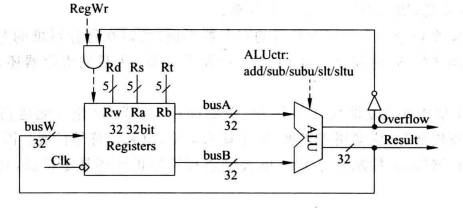 RegWr
Rd Rs Rt
5 5 5
ALUctr:
add/sub/subu/slt/sltu
Rw Ra Rb
busW
32
32 32bit
Registers
Clk
busA
32
busB
32
ALU
Overflow
32
Result